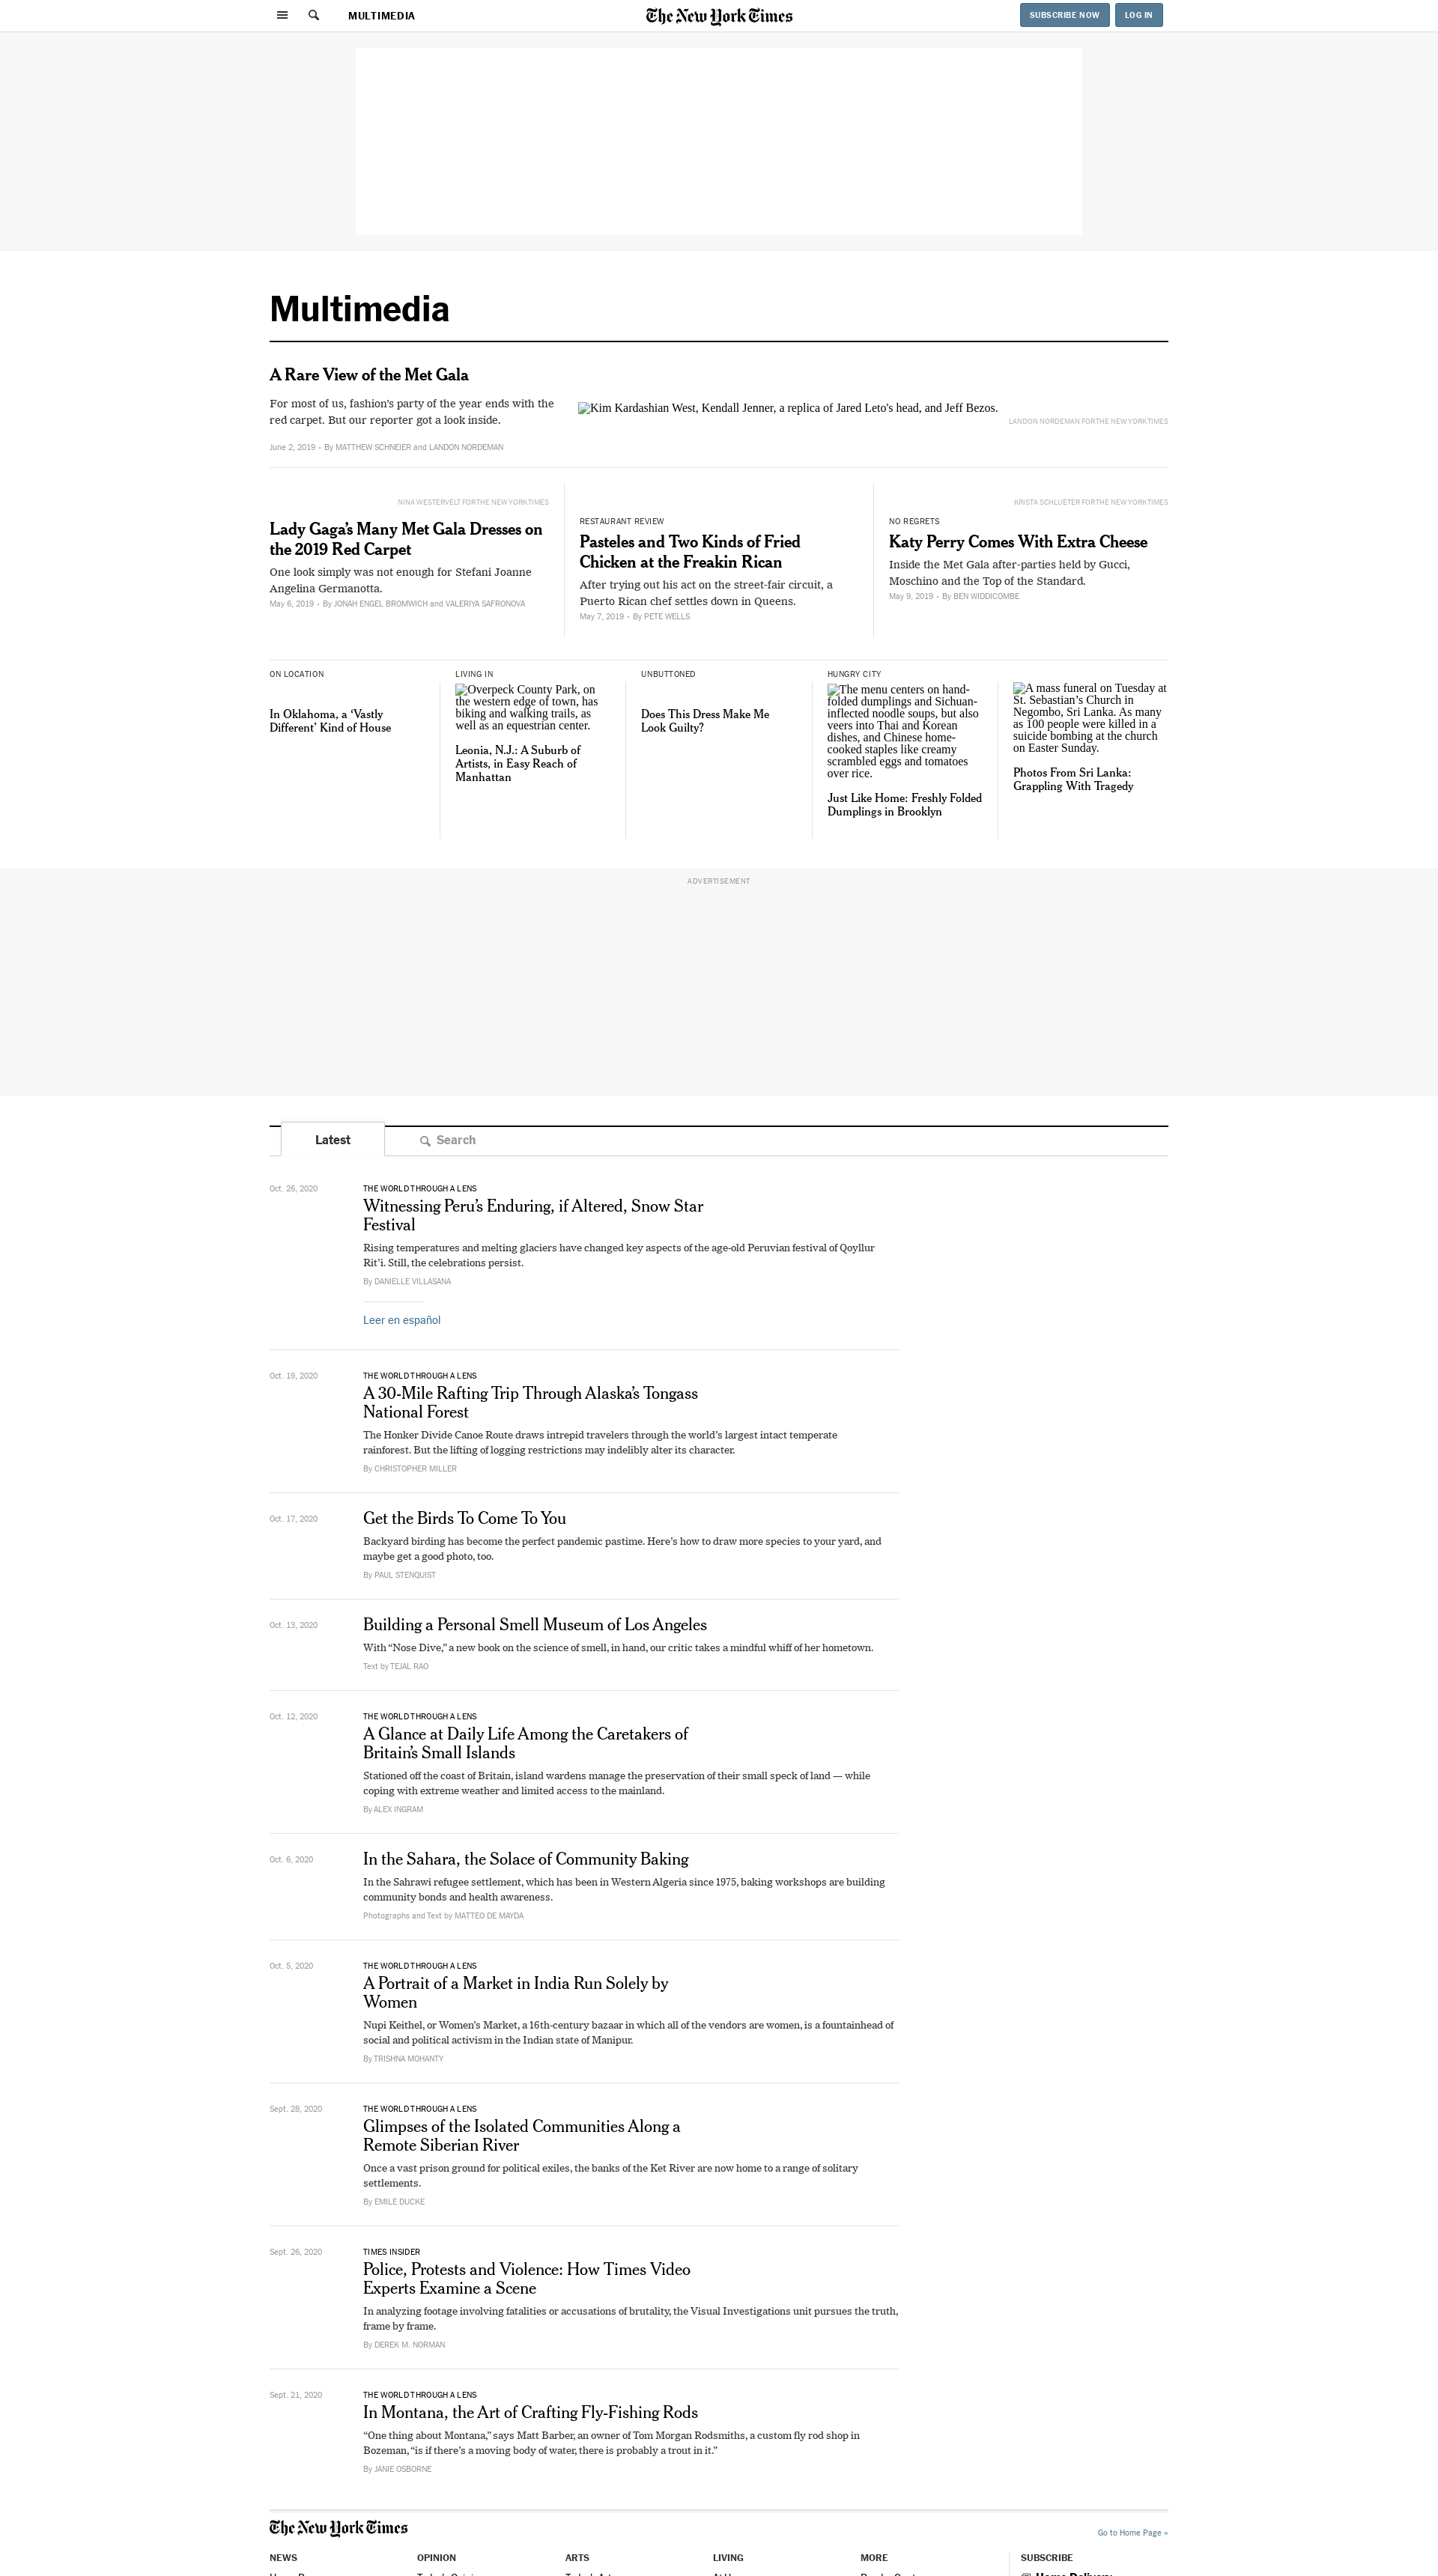 MULTIMEDIA
The New York Times
SUBSCRIBE NOW
LOG IN
Multimedia
A Rare View of the Met Gala
For most of us, fashion’s party of the year ends with the
red carpet. But our reporter got a look inside.
June 2, 2019 • By MATTHEW SCHNEIER and LANDON NORDEMAN
Kim Kardashian West, Kendall Jenner, a replica of Jared Leto's head, and Jeff Bezos.
LANDON NORDEMAN FOR THE NEW YORK TIMES
NINA WESTERVELT FOR THE NEW YORK TIMES
Lady Gaga’s Many Met Gala Dresses on
the 2019 Red Carpet
One look simply was not enough for Stefani Joanne
Angelina Germanotta.
May 6, 2019 • By JONAH ENGEL BROMWICH and VALERIYA SAFRONOVA
RESTAURANT REVIEW
Pasteles and Two Kinds of Fried
Chicken at the Freakin Rican
After trying out his act on the street-fair circuit, a
Puerto Rican chef settles down in Queens.
May 7, 2019 • By PETE WELLS
KRISTA SCHLUETER FOR THE NEW YORK TIMES
NO REGRETS
Katy Perry Comes With Extra Cheese
Inside the Met Gala after-parties held by Gucci,
Moschino and the Top of the Standard.
May 9, 2019 • By BEN WIDDICOMBE
ON LOCATION
In Oklahoma, a ‘Vastly
Different’ Kind of House
LIVING IN
Overpeck County Park, on
the western edge of town, has
biking and walking trails, as
well as an equestrian center.
Leonia, N.J.: A Suburb of
Artists, in Easy Reach of
Manhattan
UNBUTTONED
Does This Dress Make Me
Look Guilty?
HUNGRY CITY
The menu centers on hand-
folded dumplings and Sichuan-
inflected noodle soups, but also
veers into Thai and Korean
dishes, and Chinese home-
cooked staples like creamy
scrambled eggs and tomatoes
over rice.
Just Like Home: Freshly Folded
Dumplings in Brooklyn
A mass funeral on Tuesday at
St. Sebastian’s Church in
Negombo, Sri Lanka. As many
as 100 people were killed in a
suicide bombing at the church
on Easter Sunday.
Photos From Sri Lanka:
Grappling With Tragedy
ADVERTISEMENT
Latest
Search
Oct. 26, 2020
THE WORLD THROUGH A LENS
Witnessing Peru’s Enduring, if Altered, Snow Star
Festival
Rising temperatures and melting glaciers have changed key aspects of the age-old Peruvian festival of Qoyllur
Rit’i. Still, the celebrations persist.
By DANIELLE VILLASANA
Leer en español
Oct. 19, 2020
THE WORLD THROUGH A LENS
A 30-Mile Rafting Trip Through Alaska’s Tongass
National Forest
The Honker Divide Canoe Route draws intrepid travelers through the world’s largest intact temperate
rainforest. But the lifting of logging restrictions may indelibly alter its character.
By CHRISTOPHER MILLER
Oct. 17, 2020
Get the Birds To Come To You
Backyard birding has become the perfect pandemic pastime. Here’s how to draw more species to your yard, and
maybe get a good photo, too.
By PAUL STENQUIST
Oct. 13, 2020
Building a Personal Smell Museum of Los Angeles
With “Nose Dive,” a new book on the science of smell, in hand, our critic takes a mindful whiff of her hometown.
Text by TEJAL RAO
Oct. 12, 2020
THE WORLD THROUGH A LENS
A Glance at Daily Life Among the Caretakers of
Britain’s Small Islands
Stationed off the coast of Britain, island wardens manage the preservation of their small speck of land — while
coping with extreme weather and limited access to the mainland.
By ALEX INGRAM
Oct. 6, 2020
In the Sahara, the Solace of Community Baking
In the Sahrawi refugee settlement, which has been in Western Algeria since 1975, baking workshops are building
community bonds and health awareness.
Photographs and Text by MATTEO DE MAYDA
Oct. 5, 2020
THE WORLD THROUGH A LENS
A Portrait of a Market in India Run Solely by
Women
Nupi Keithel, or Women’s Market, a 16th-century bazaar in which all of the vendors are women, is a fountainhead of
social and political activism in the Indian state of Manipur.
By TRISHNA MOHANTY
Sept. 28, 2020
THE WORLD THROUGH A LENS
Glimpses of the Isolated Communities Along a
Remote Siberian River
Once a vast prison ground for political exiles, the banks of the Ket River are now home to a range of solitary
settlements.
By EMILE DUCKE
Sept. 26, 2020
TIMES INSIDER
Police, Protests and Violence: How Times Video
Experts Examine a Scene
In analyzing footage involving fatalities or accusations of brutality, the Visual Investigations unit pursues the truth,
frame by frame.
By DEREK M. NORMAN
Sept. 21, 2020
THE WORLD THROUGH A LENS
In Montana, the Art of Crafting Fly-Fishing Rods
“One thing about Montana,” says Matt Barber, an owner of Tom Morgan Rodsmiths, a custom fly rod shop in
Bozeman, “is if there’s a moving body of water, there is probably a trout in it.”
By JANIE OSBORNE
The New York Times
Go to Home Page »
NEWS
OPINION
ARTS
LIVING
MORE
SUBSCRIBE